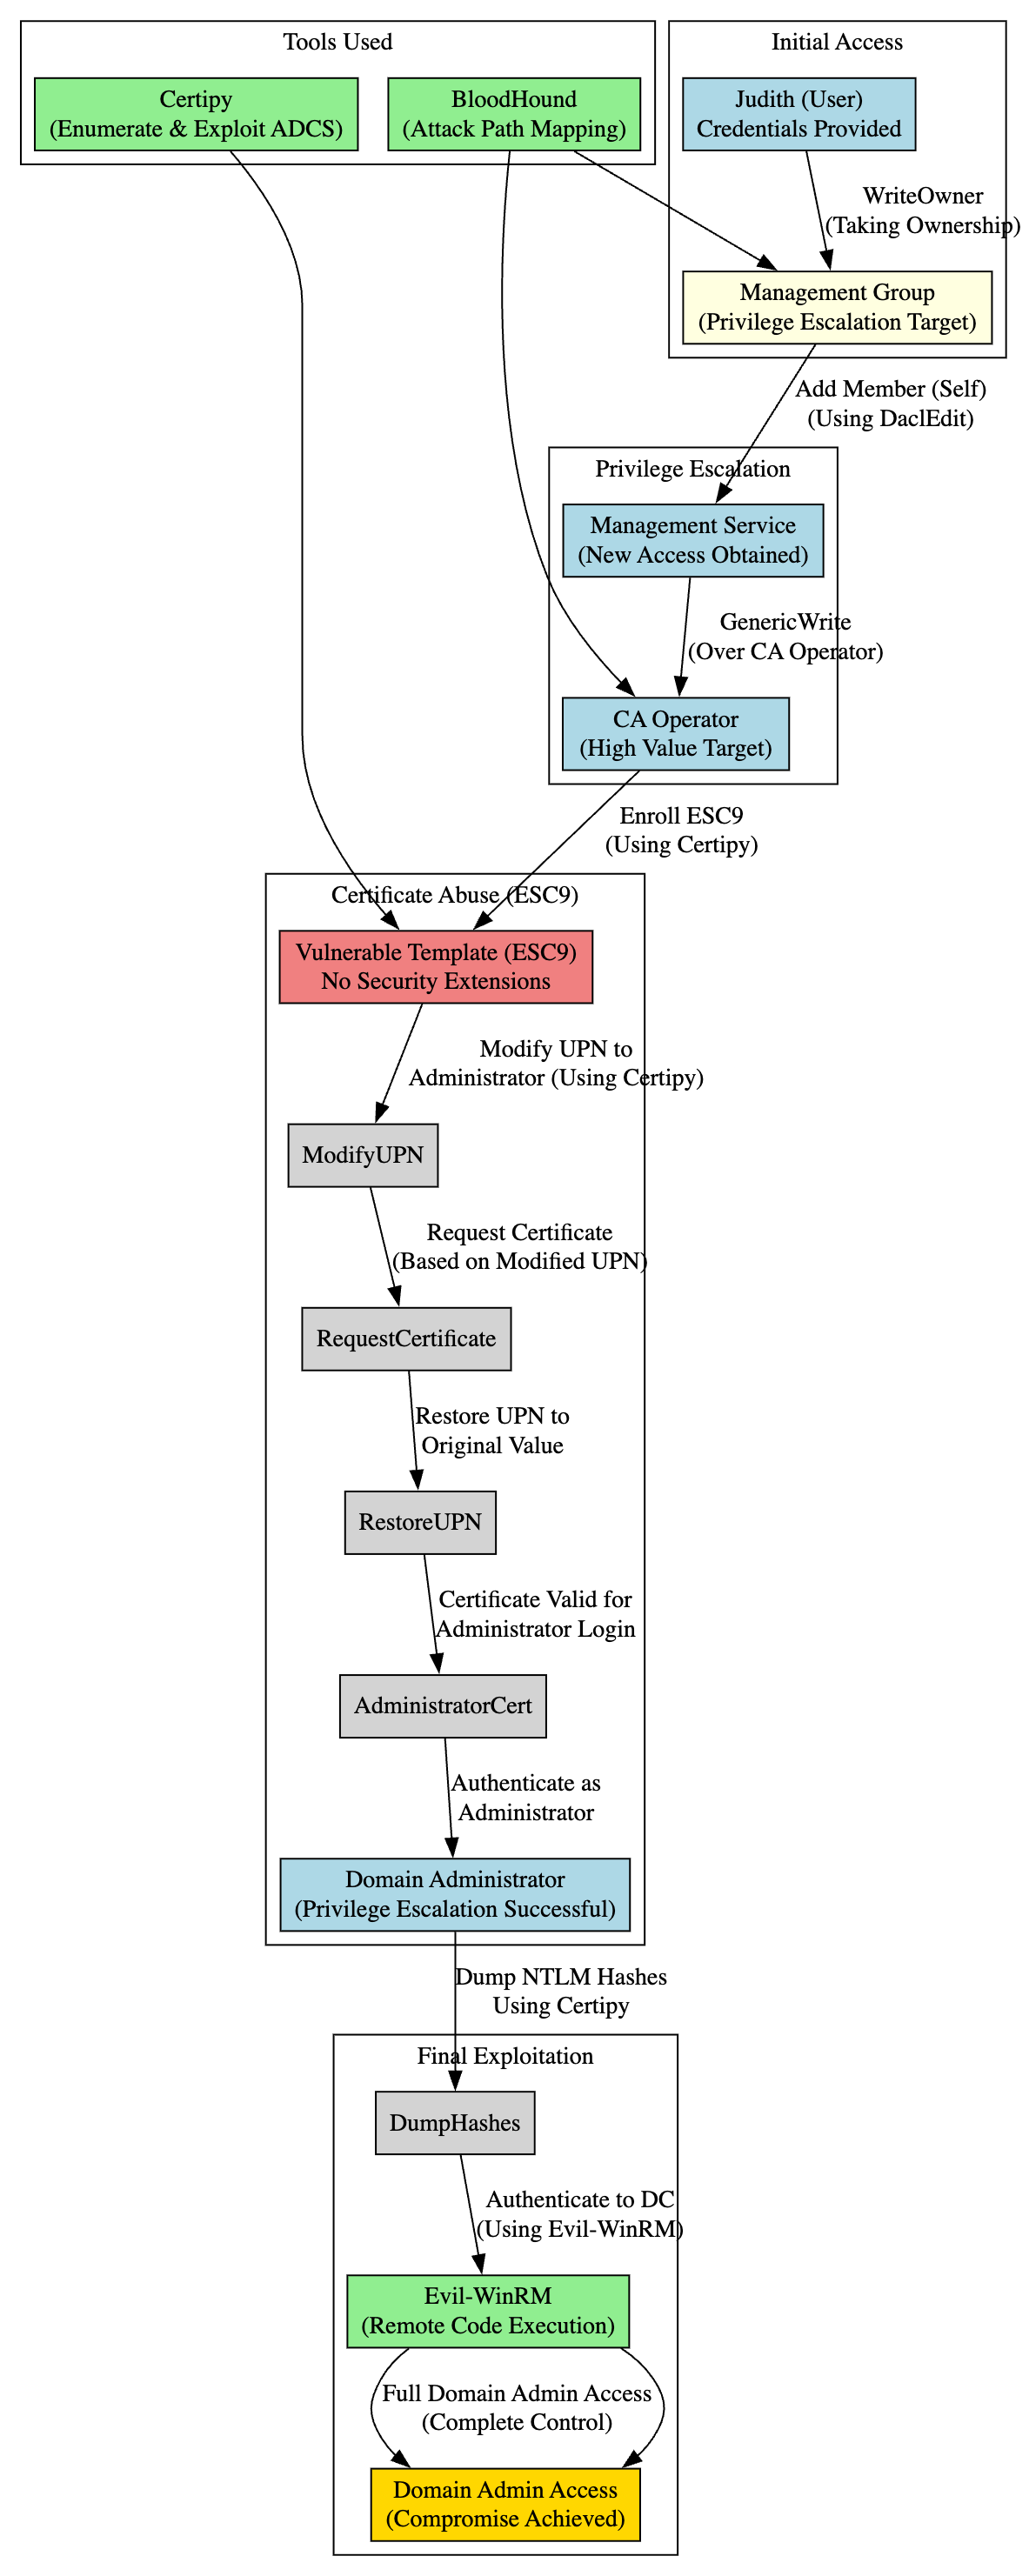 Tools Used
Certipy
(Enumerate & Exploit ADCS)
BloodHound
(Attack Path Mapping)
Initial Access
Judith (User)
Credentials Provided
WriteOwner
(Taking Ownership)
Management Group
(Privilege Escalation Target)
Add Member (Self)
(Using DaclEdit)
Privilege Escalation
Management Service
(New Access Obtained)
GenericWrite
(Over CA Operator)
CA Operator
(High Value Target)
Enroll ESC9
(Using Certipy)
Certificate Abuse (ESC9)
Vulnerable Template (ESC9)
No Security Extensions
Modify UPN to
Administrator (Using Certipy)
ModifyUPN
Request Certificate
(Based on Modified UPN)
RequestCertificate
Restore UPN to
Original Value
RestoreUPN
Certificate Valid for
Administrator Login
AdministratorCert
Authenticate as
Administrator
Domain Administrator
(Privilege Escalation Successful)
Dump NTLM Hashes
Using Certipy
Final Exploitation
DumpHashes
Authenticate to DC
(Using Evil-WinRM)
Evil-WinRM
(Remote Code Execution)
Full Domain Admin Access
(Complete Control)
Domain Admin Access
(Compromise Achieved)